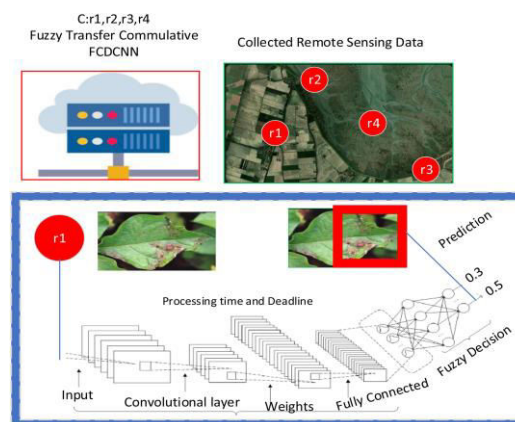 C:r1,r2,r3,r4
Fuzzy Transfer Commulative
FCDCNN
Collected Remote Sensing Data
r2
r1
r4
r3
r1
Prediction
0.3
0.5
Processing time and Deadline
Fuzzy Decision
Input
Convolutional layer
Weights
Fully Connected